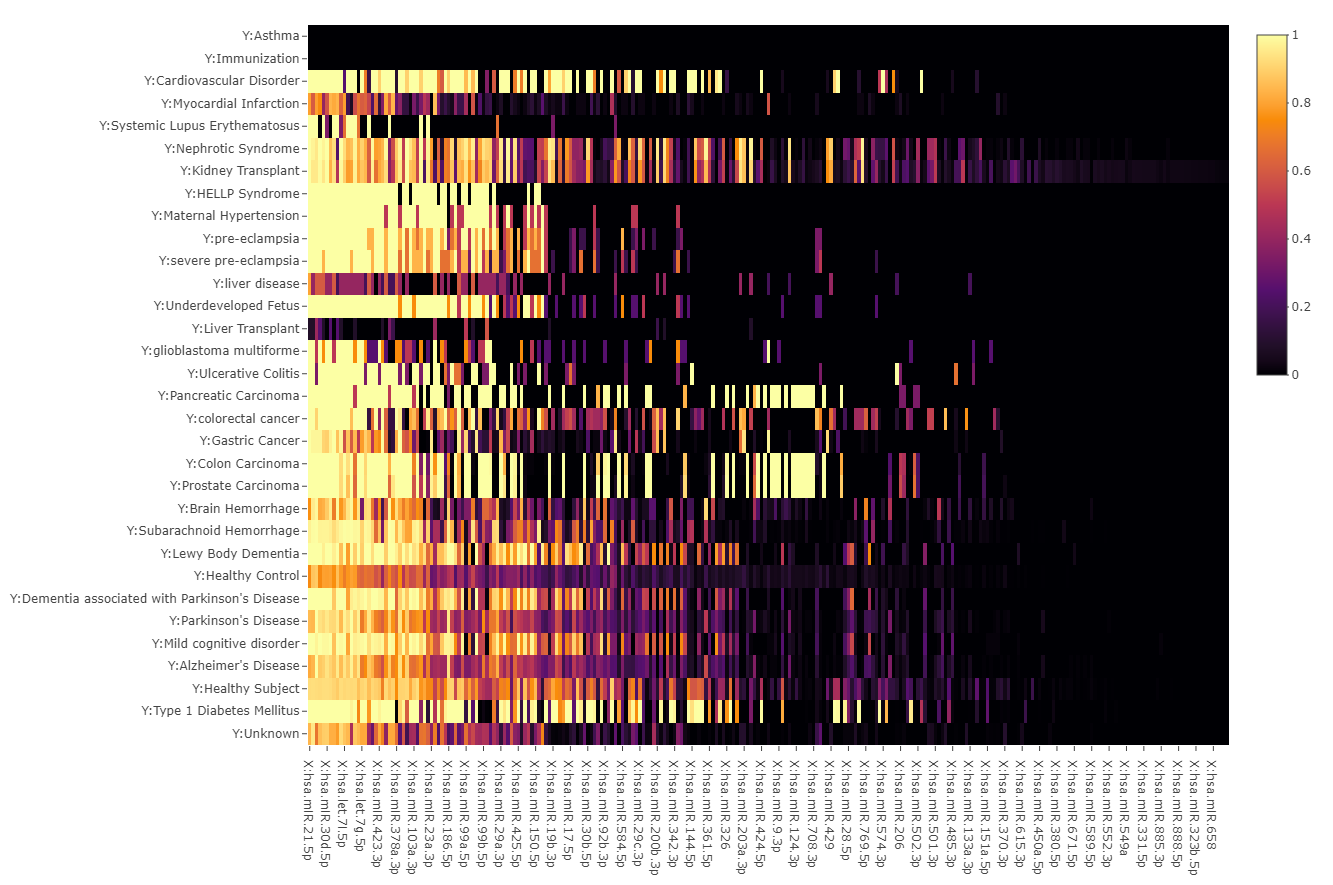 Y:Asthma
Y:Immunization
Y:Cardiovascular Disorder
Y:Myocardial Infarction
Y:Systemic Lupus Erythematosus
Y:Nephrotic Syndrome
Y:Kidney Transplant
Y:HELLP Syndrome
Y:Maternal Hypertension
Y:pre-eclampsia
Y:severe pre-eclampsia
Y:liver disease
Y:Underdeveloped Fetus
Y:Liver Transplant
Y:glioblastoma multiforme
Y:Ulcerative Colitis
Y:Pancreatic Carcinoma
Y:colorectal cancer
Y:Gastric Cancer
Y:Colon Carcinoma
Y:Prostate Carcinoma
Y:Brain Hemorrhage
Y:Subarachnoid Hemorrhage
Y:Lewy Body Dementia
Y:Healthy Control
Y:Dementia associated with Parkinson's Disease
Y:Parkinson's Disease
Y:Mild cognitive disorder
Y:Alzheimer's Disease
Y:Healthy Subject
Y:Type 1 Diabetes Mellitus
Y:Unknown
X:hsa.miR.21.5p
X:hsa.miR.30d.5p
X:hsa.let.7i.5p
X:hsa.let.7g.5p
X:hsa.miR.423.3p
X:hsa.miR.378a.3p
X:hsa.miR.103a.3p
X:hsa.miR.23a.3p
X:hsa.miR.186.5p
X:hsa.miR.99a.5p
X:hsa.miR.99b.5p
X:hsa.miR.29a.3p
X:hsa.miR.425.5p
X:hsa.miR.150.5p
X:hsa.miR.19b.3p
X:hsa.miR.17.5p
X:hsa.miR.30b.5p
X:hsa.miR.92b.3p
X:hsa.miR.584.5p
X:hsa.miR.29c.3p
X:hsa.miR.200b.3p
X:hsa.miR.342.3p
X:hsa.miR.144.5p
X:hsa.miR.361.5p
X:hsa.miR.326
X:hsa.miR.203a.3p
X:hsa.miR.424.5p
X:hsa.miR.9.3p
X:hsa.miR.124.3p
X:hsa.miR.708.3p
X:hsa.miR.429
X:hsa.miR.28.5p
X:hsa.miR.769.5p
X:hsa.miR.574.3p
X:hsa.miR.206
X:hsa.miR.502.3p
X:hsa.miR.501.3p
X:hsa.miR.485.3p
X:hsa.miR.133a.3p
X:hsa.miR.151a.5p
X:hsa.miR.370.3p
X:hsa.miR.615.3p
X:hsa.miR.450a.5p
X:hsa.miR.380.5p
X:hsa.miR.671.5p
X:hsa.miR.599.5p
X:hsa.miR.552.3p
X:hsa.miR.549a
X:hsa.miR.331.5p
X:hsa.miR.885.3p
X:hsa.miR.888.5p
X:hsa.miR.323b.5p
X:hsa.miR.658
1
0.8
0.6
0.4
0.2
0